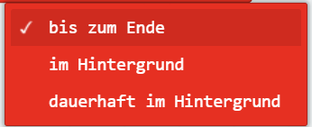 ✓ bis zum Ende
im Hintergrund
dauerhaft im Hintergrund